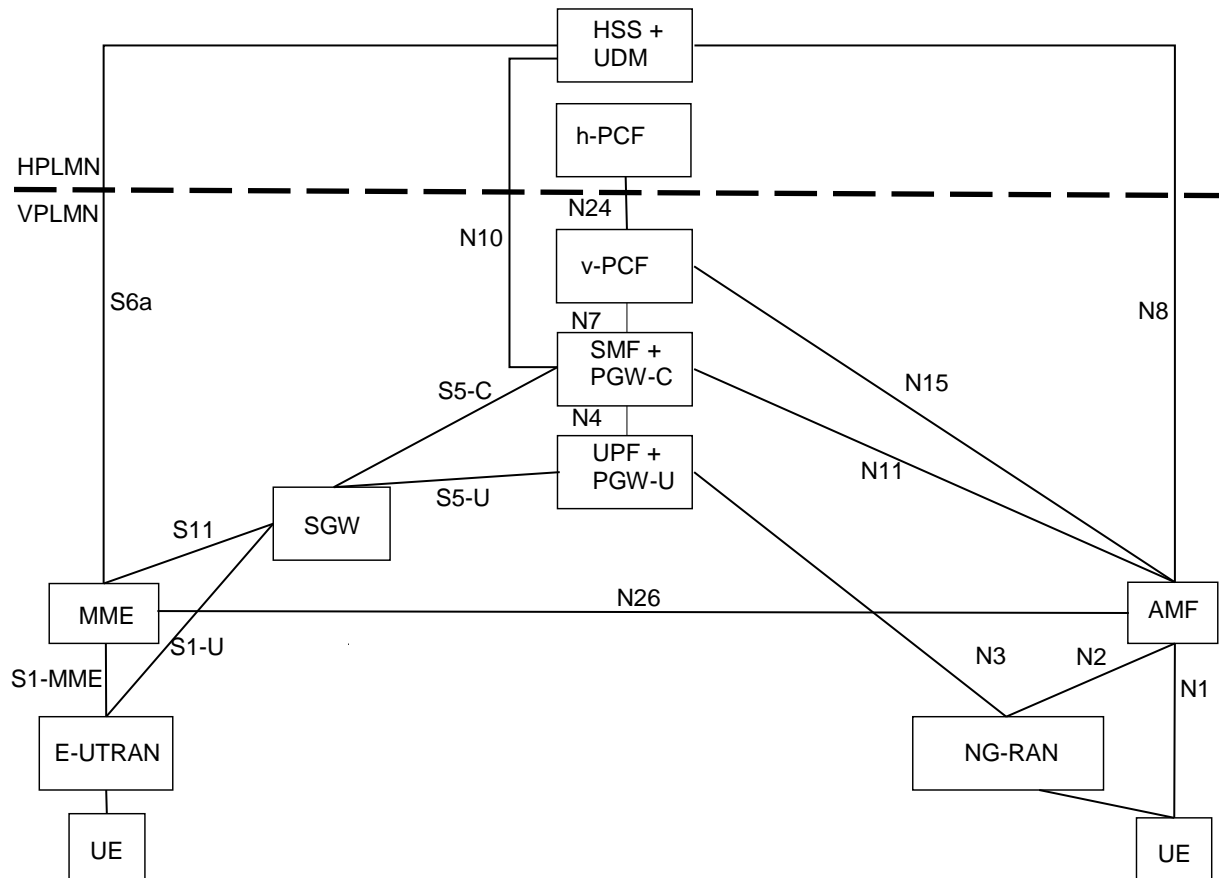 HSS +
UDM
h-PCF
HPLMN
VPLMN
N24
N10
v-PCF
S6a
N8
N7
SMF +
PGW-C
N15
S5-C
N4
UPF +
PGW-U
N11
S5-U
SGW
S11
MME
N26
AMF
S1-U
N3
N2
S1-MME
N1
E-UTRAN
NG-RAN
UE
UE